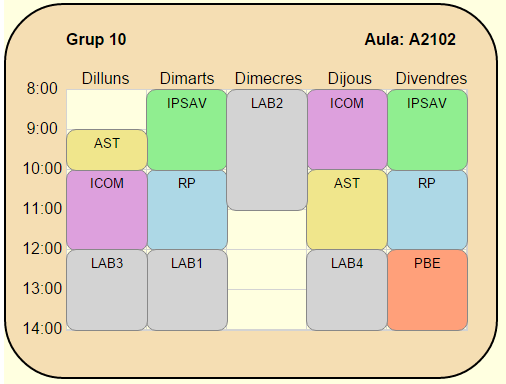 Grup 10 Aula: A2102
Dilluns Dimarts Dimecres Dijous Divendres
8:00 IPSAV LAB2 ICOM IPSAV
9:00 AST
10:00 ICOM RP AST RP
11:00
12:00 LAB3 LAB1 LAB4 PBE
13:00
14:00